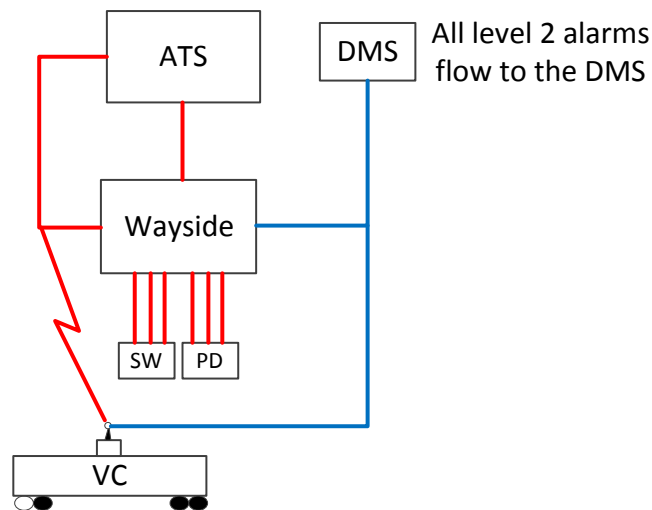 ATS
DMS
All level 2 alarms
flow to the DMS
Wayside
SW
PD
VC